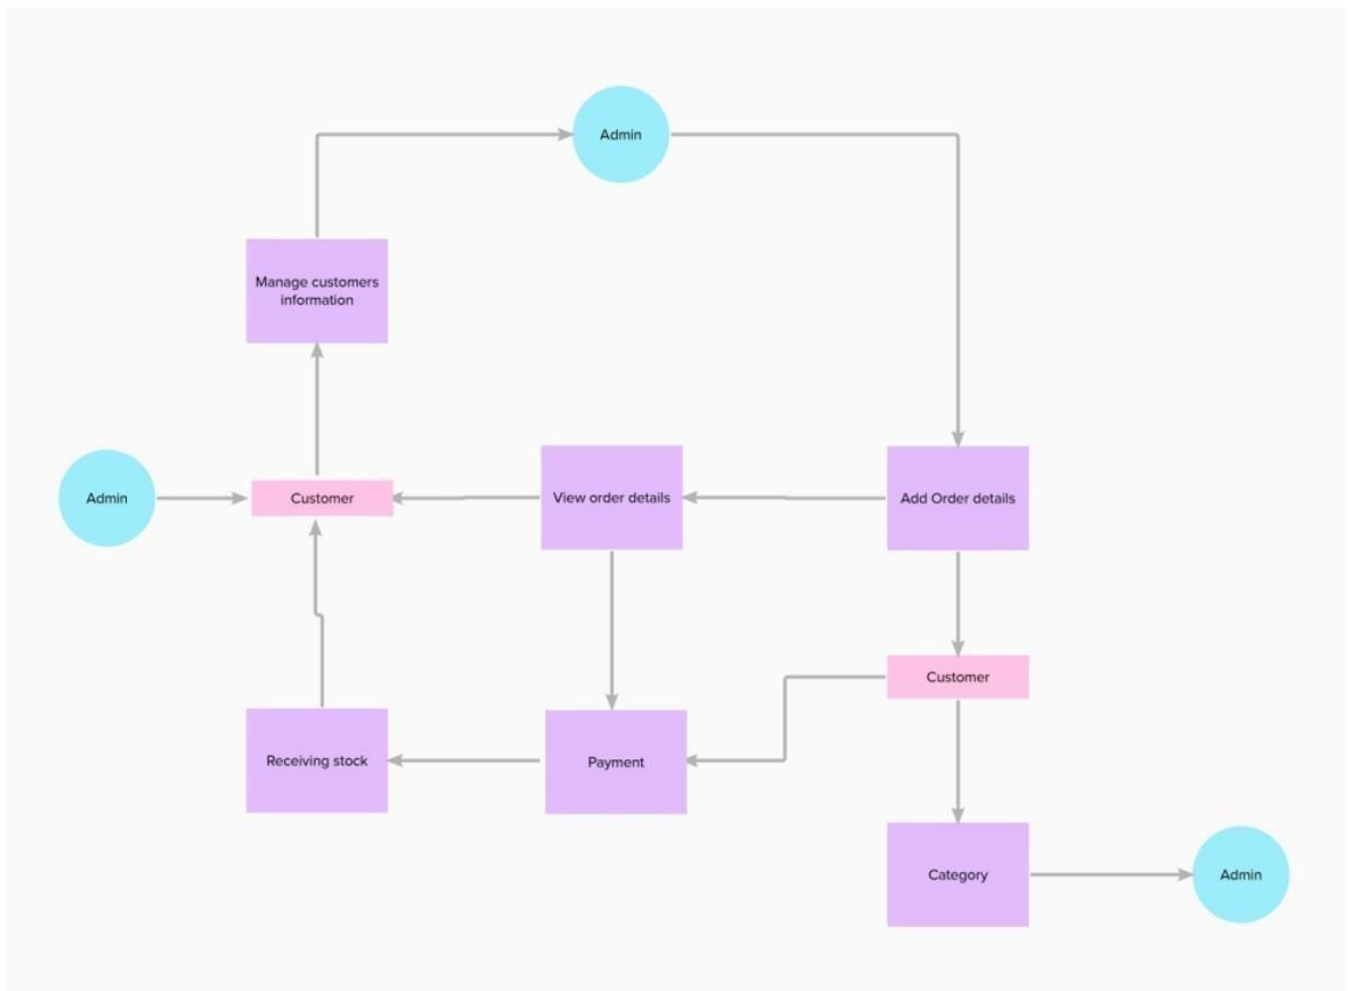 Admin
Manage customers
information
Admin
Customer
View order details
Add Order details
Customer
Receiving stock
Payment
Category
Admin